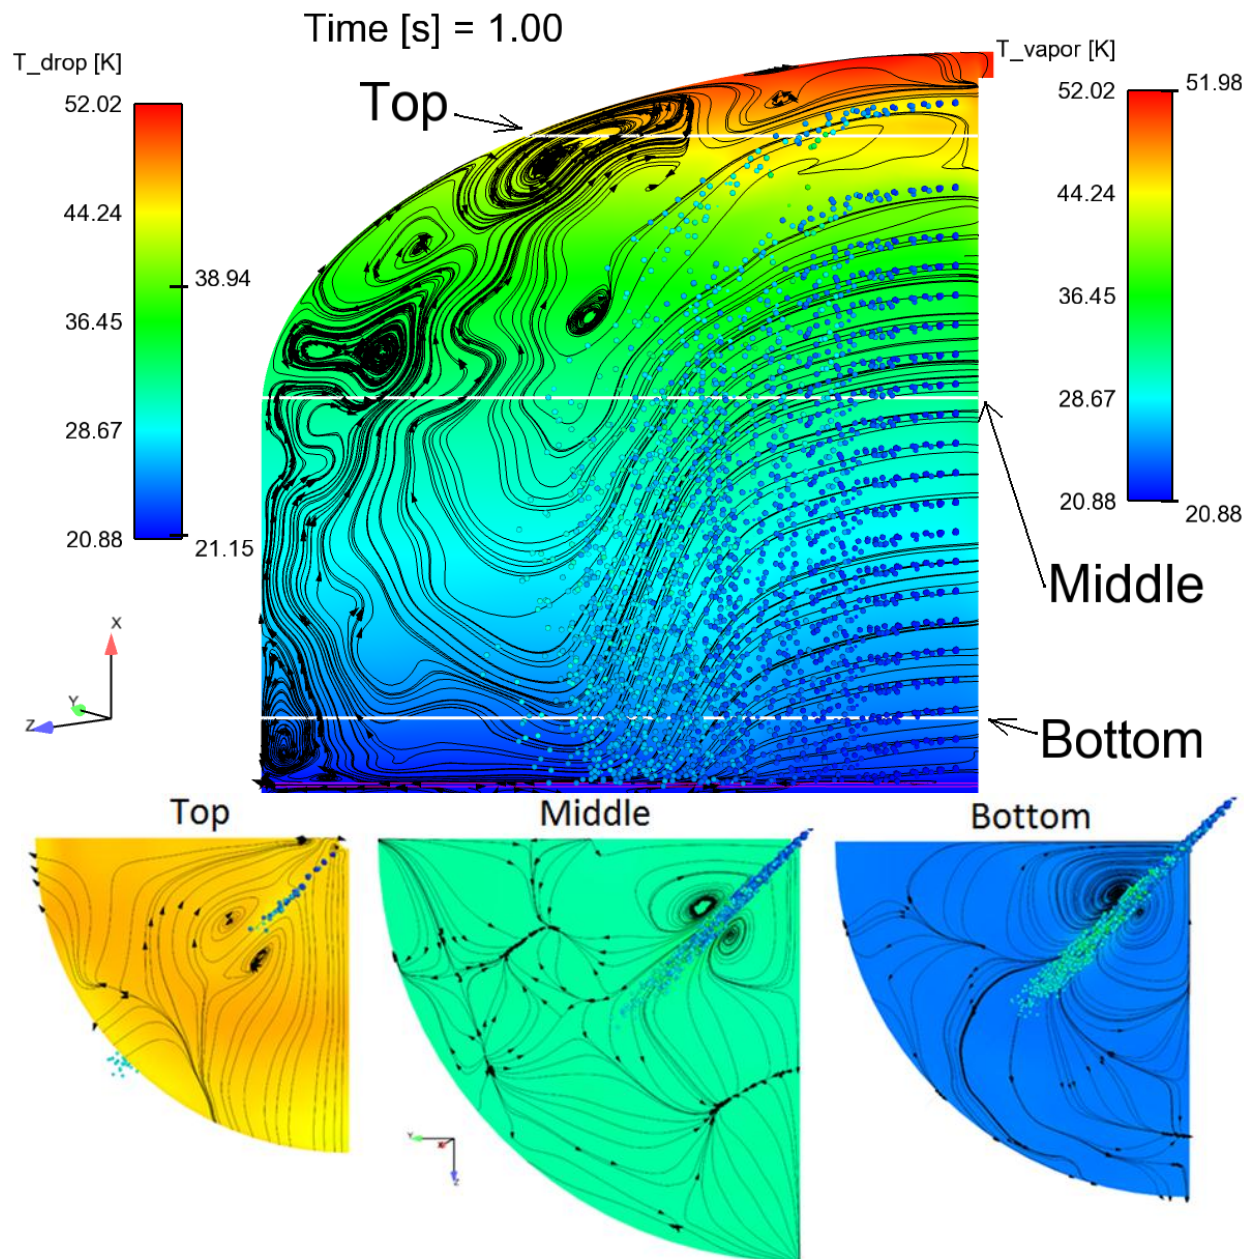 Time [s] = 1.00
T_drop [K]
T_vapor [K]
52.02
44.24
38.94
36.45
28.67
20.88
21.15
52.02
51.98
44.24
36.45
28.67
20.88
20.88
Top
Middle
Bottom
X
Y
Z
Top
Middle
Bottom
Y
X
Z